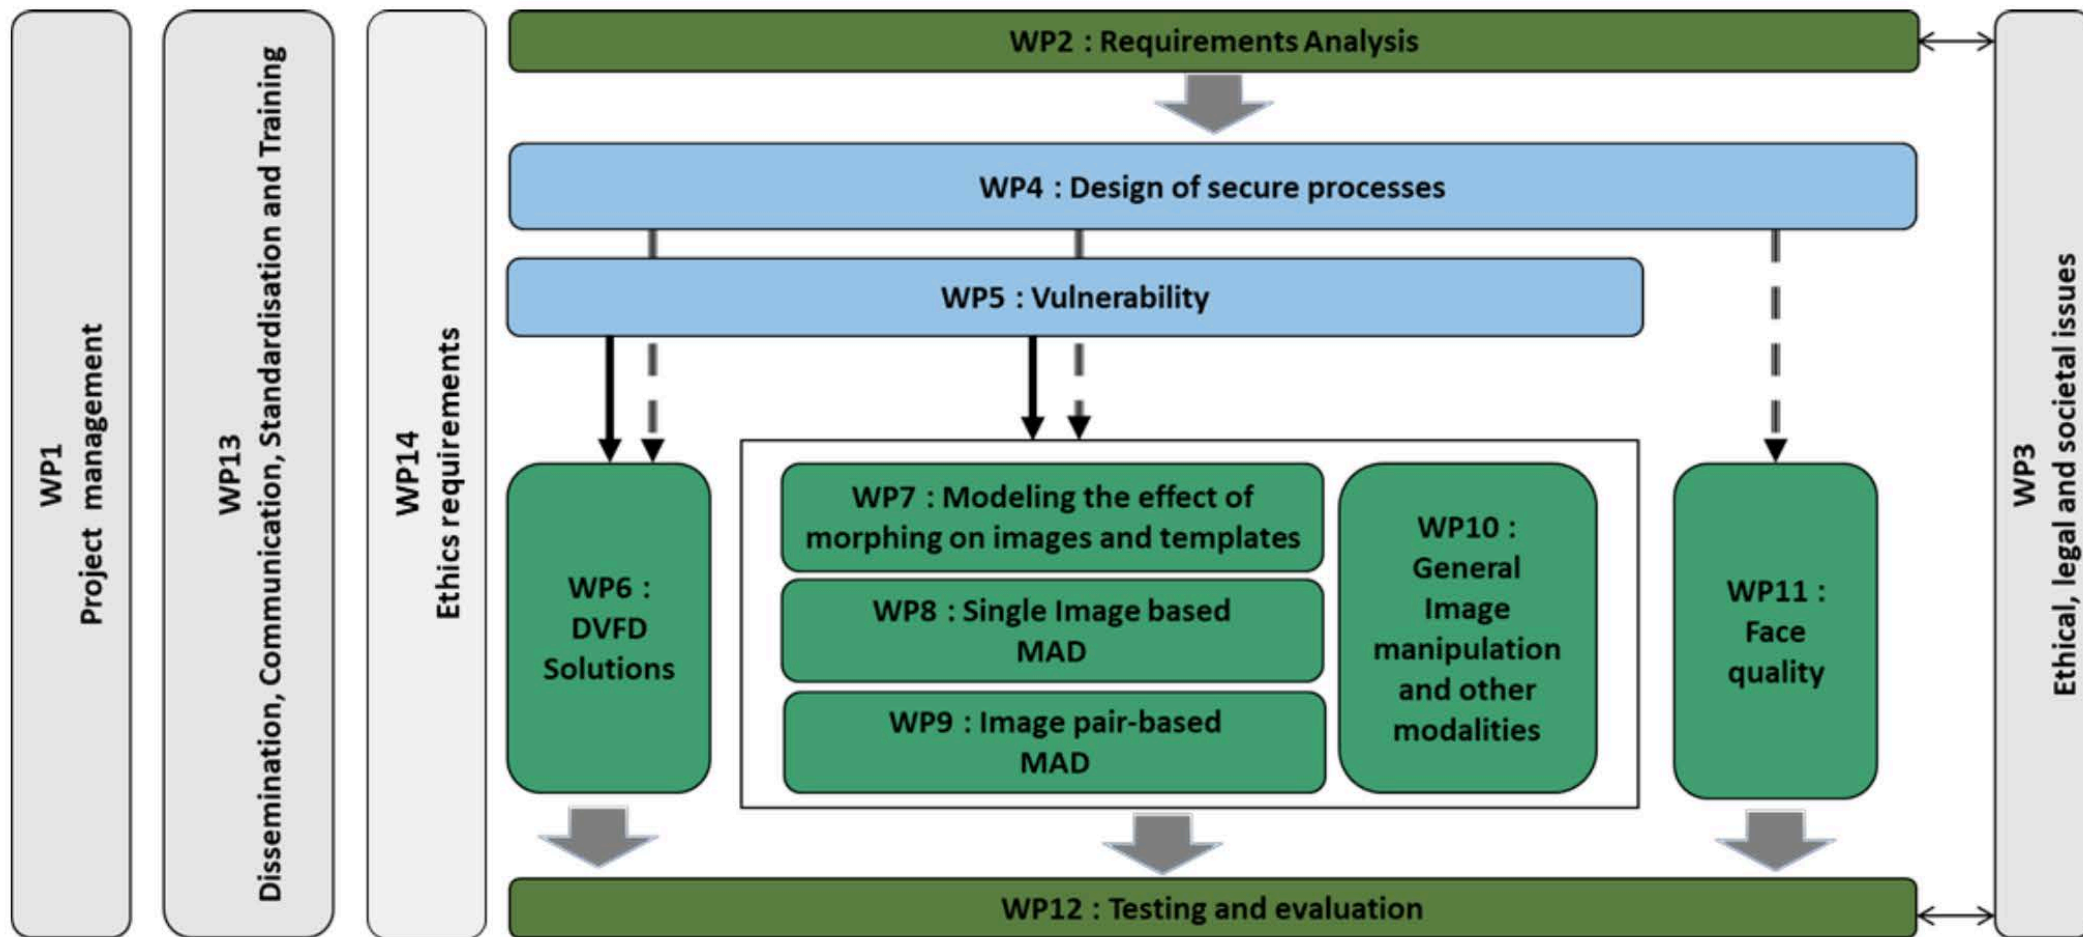 WP1
Project management
WP13
Dissemination, Communication, Standardisation and Training
WP14
Ethics requirements
WP2 : Requirements Analysis
WP4 : Design of secure processes
WP5 : Vulnerability
WP6 :
DVFD
Solutions
WP7 : Modeling the effect of
morphing on images and templates
WP8 : Single Image based
MAD
WP9 : Image pair-based
MAD
WP10 :
General
Image
manipulation
and other
modalities
WP11 :
Face
quality
WP12 : Testing and evaluation
WP3
Ethical, legal and societal issues